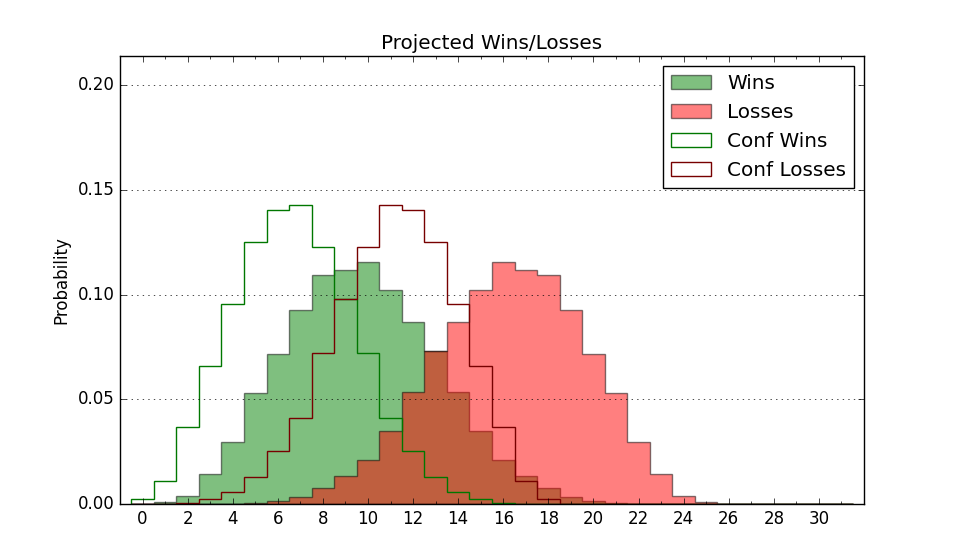 Projected Wins/Losses
0.20
0.15
0.10
0.05
0.00
Probability
Wins
Losses
Conf Wins
Conf Losses
0 2 4 6 8 10 12 14 16 18 20 22 24 26 28 30